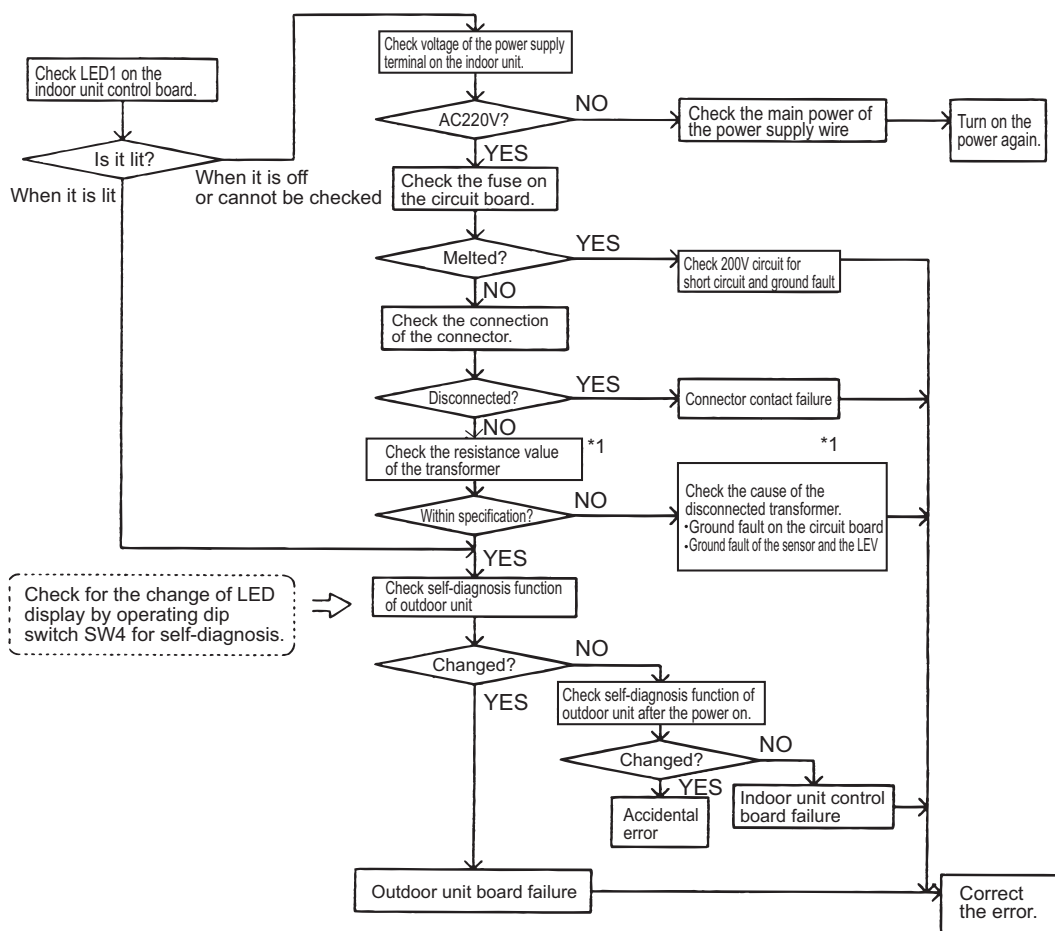 Check voltage of the power supply
terminal on the indoor unit.
Check LED1 on the
indoor unit control board.
AC220V?
NO
Check the main power of
the power supply wire
Turn on the
power again.
YES
Is it lit?
When it is lit
When it is off
or cannot be checked
Check the fuse on
the circuit board.
Melted?
YES
Check 200V circuit for
short circuit and ground fault
NO
Check the connection
of the connector.
Disconnected?
YES
Connector contact failure
NO
Check the resistance value
of the transformer
*1
*1
Within specification?
NO
Check the cause of the
disconnected transformer.
•Ground fault on the circuit board
•Ground fault of the sensor and the LEV
YES
Check for the change of LED
display by operating dip
switch SW4 for self-diagnosis.
Check self-diagnosis function
of outdoor unit
Changed?
NO
YES
Check self-diagnosis function of
outdoor unit after the power on.
Changed?
NO
YES
Accidental
error
Indoor unit control
board failure
Outdoor unit board failure
Correct
the error.